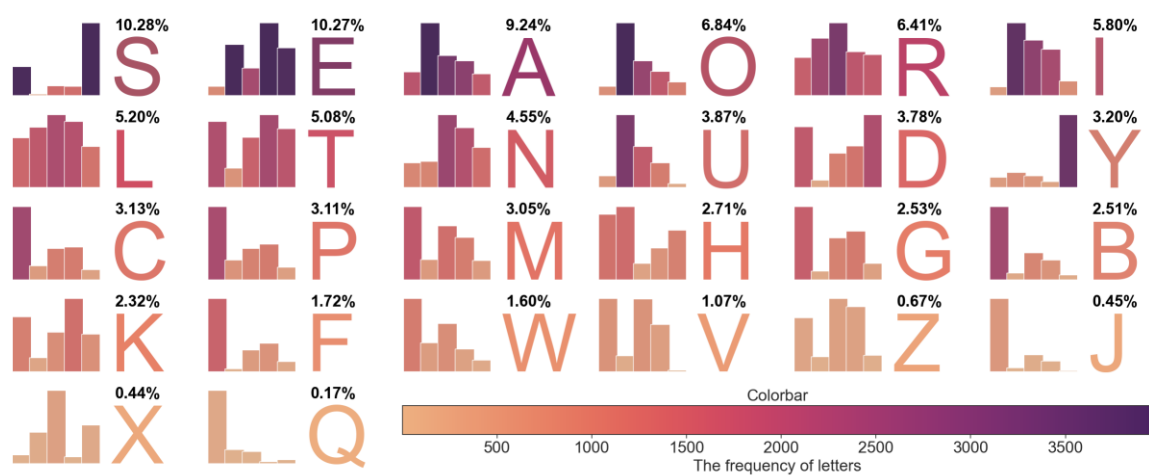 10.28% S 10.27% E 9.24% A 6.84% O 6.41% R 5.80% I
5.20% L 5.08% T 4.55% N 3.87% U 3.78% D 3.20% Y
3.13% C 3.11% P 3.05% M 2.71% H 2.53% G 2.51% B
2.32% K 1.72% F 1.60% W 1.07% V 0.67% Z 0.45% J
0.44% X 0.17% Q
Colorbar
500 1000 1500 2000 2500 3000 3500
The frequency of letters